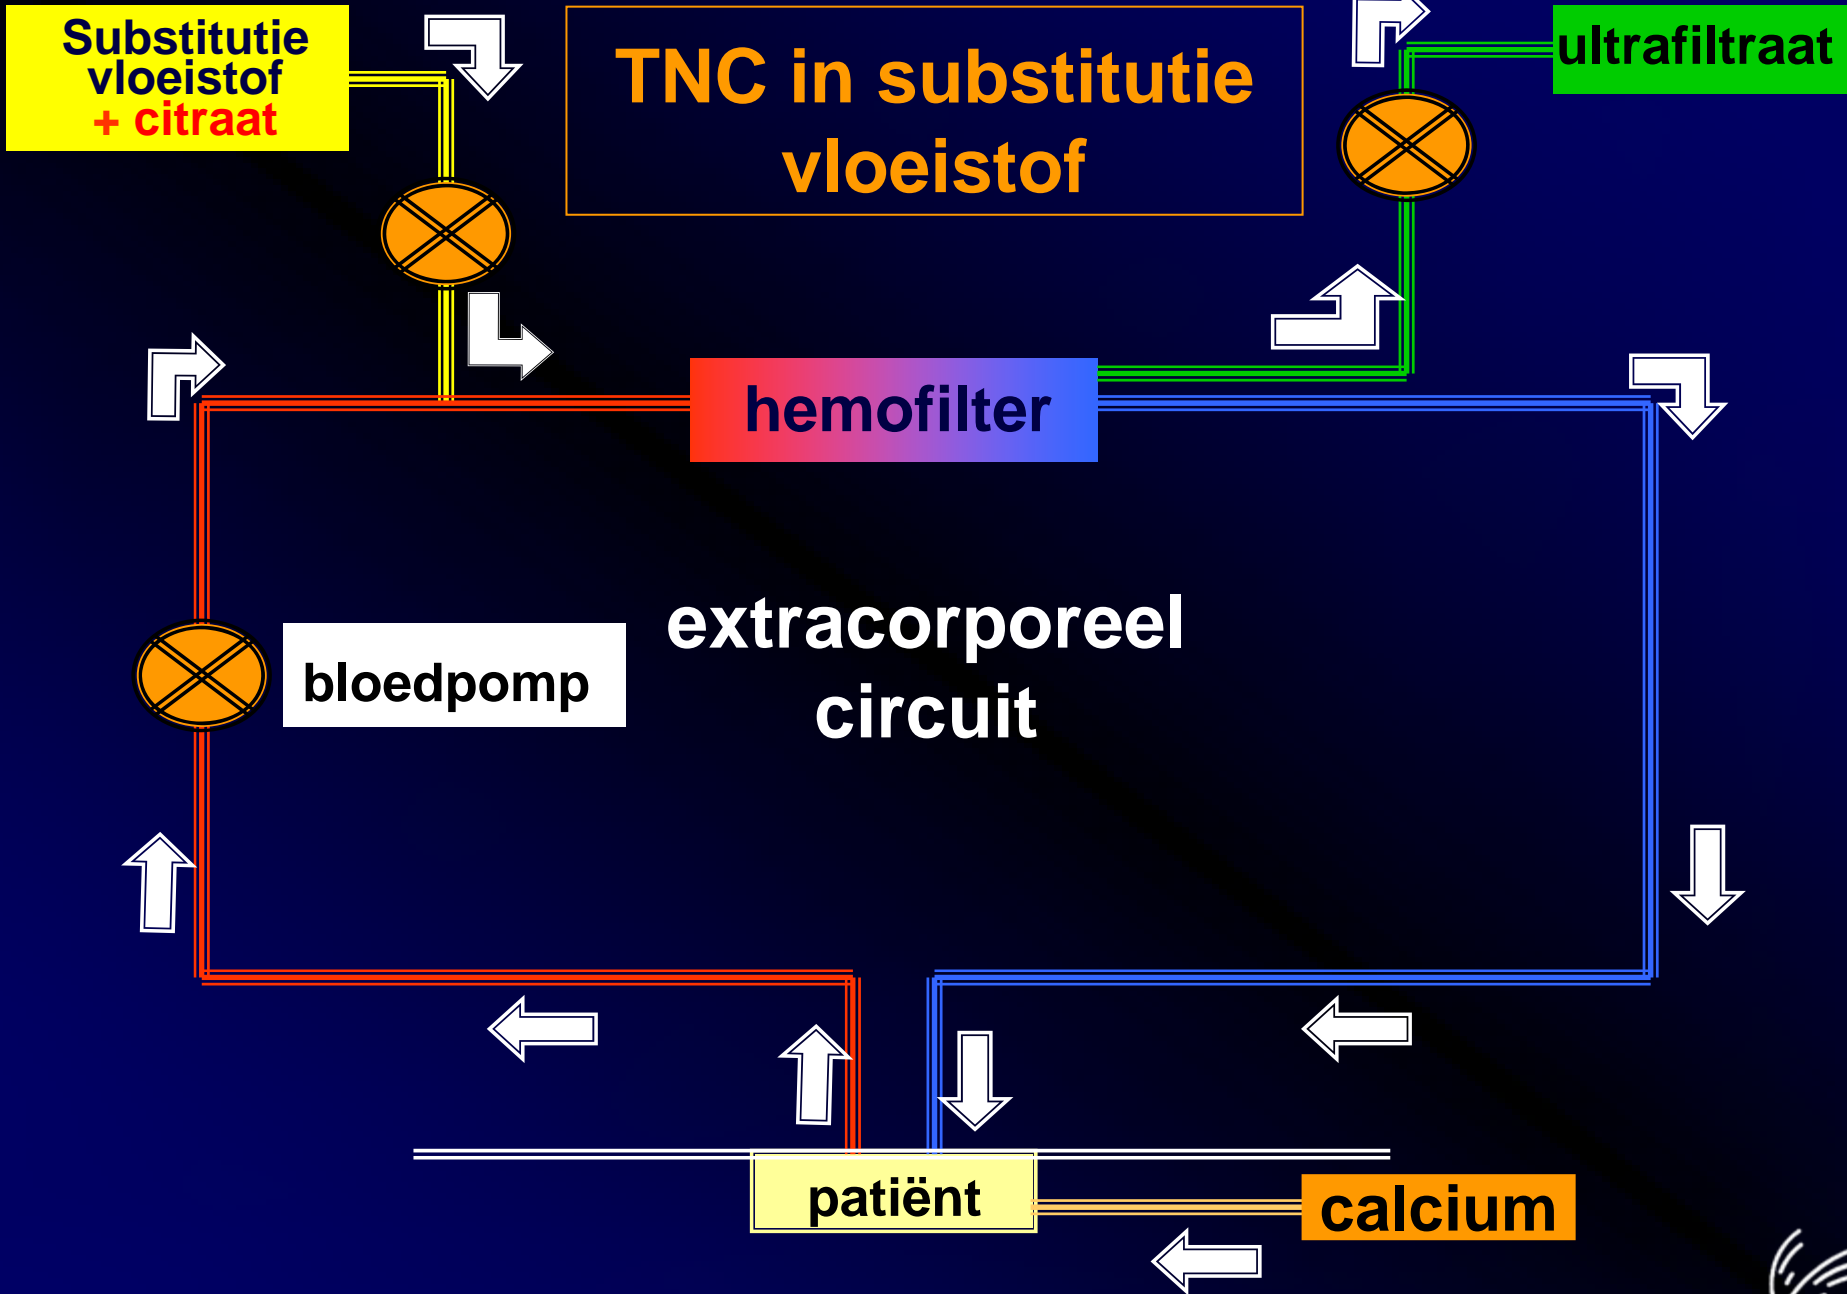 Substitutie
vloeistof
+ citraat
TNC in substitutie
vloeistof
ultrafiltraat
hemofilter
extracorporeel
circuit
bloedpomp
patiënt
calcium